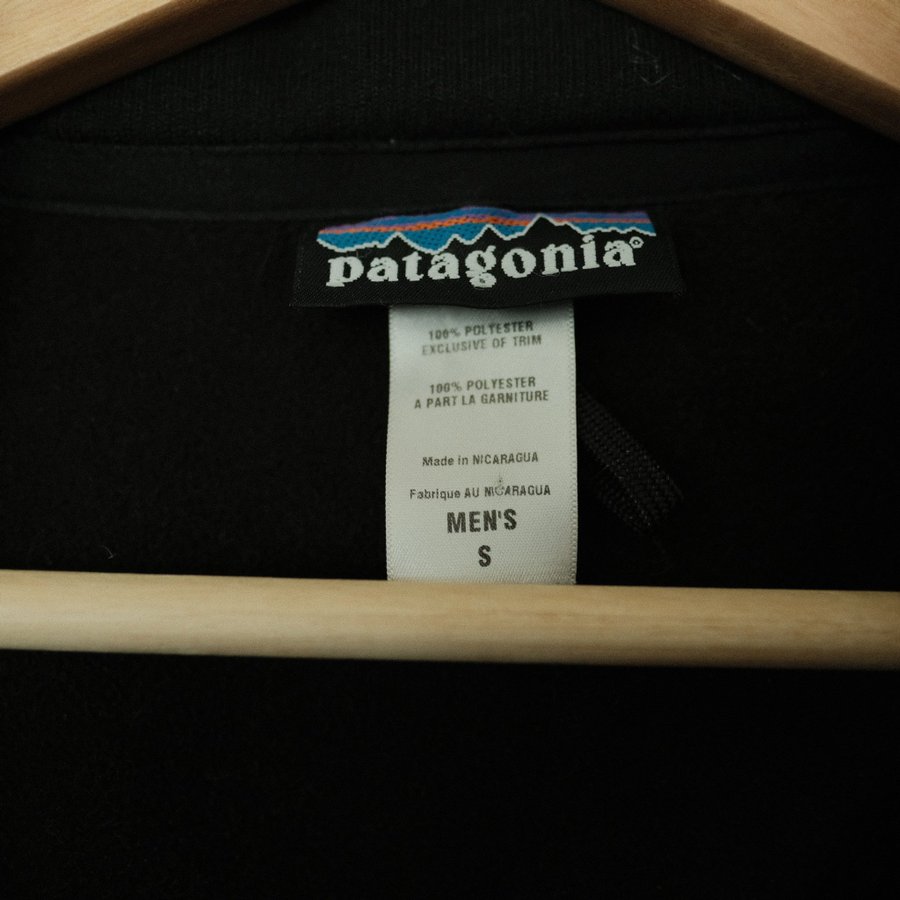 patagonia®
100% POLYESTER
EXCLUSIVE OF TRIM
100% POLYESTER
A PART LA GARNITURE
Made in NICARAGUA
Fabrique AU NICARAGUA
MEN'S
S